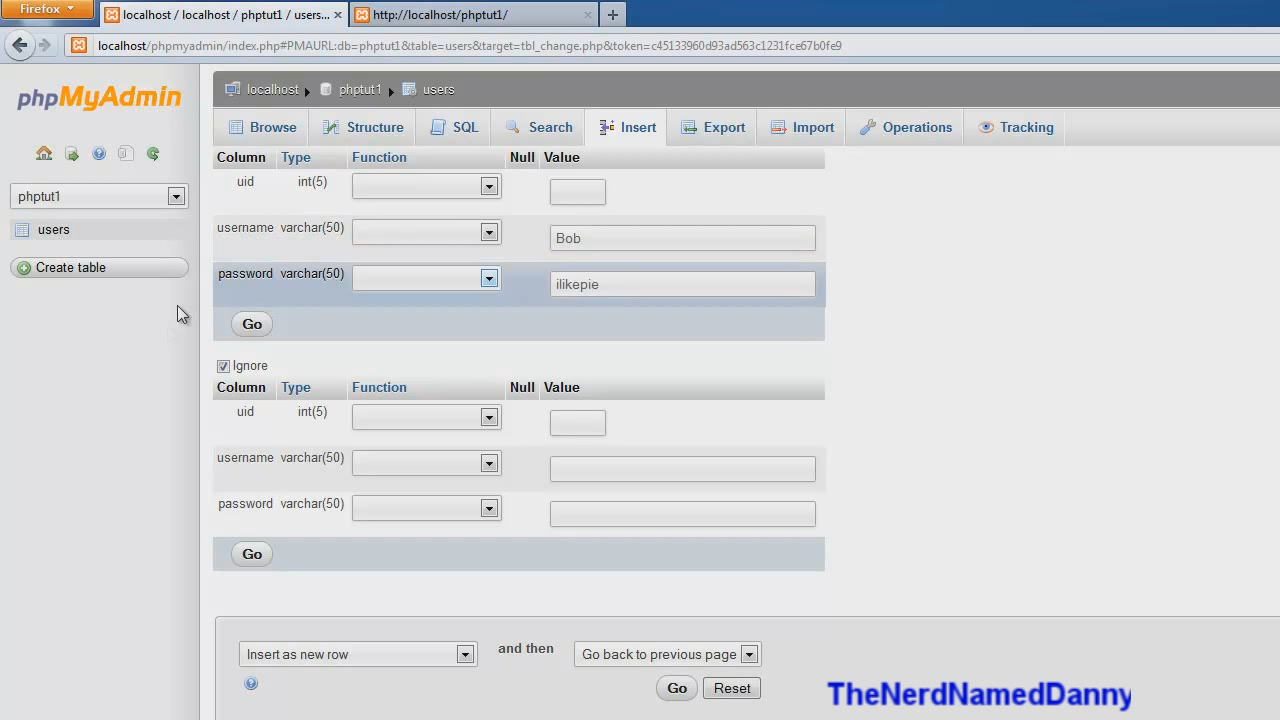 Firefox
localhost / localhost / phptut1 / users...
http://localhost/phptut1/
localhost/phpmyadmin/index.php#PMAURL:db=phptut1&table=users&target=tbl_change.php&token=c45133960d93ad563c1231fce67b0fe9
phpMyAdmin
localhost phptut1 users
Browse Structure SQL Search Insert Export Import Operations Tracking
phptut1
users
Create table
Column Type Function Null Value
uid int(5)
username varchar(50) Bob
password varchar(50) ilikepie
Go
Ignore
Column Type Function Null Value
uid int(5)
username varchar(50)
password varchar(50)
Go
Insert as new row and then Go back to previous page
Go Reset
TheNerdNamedDanny